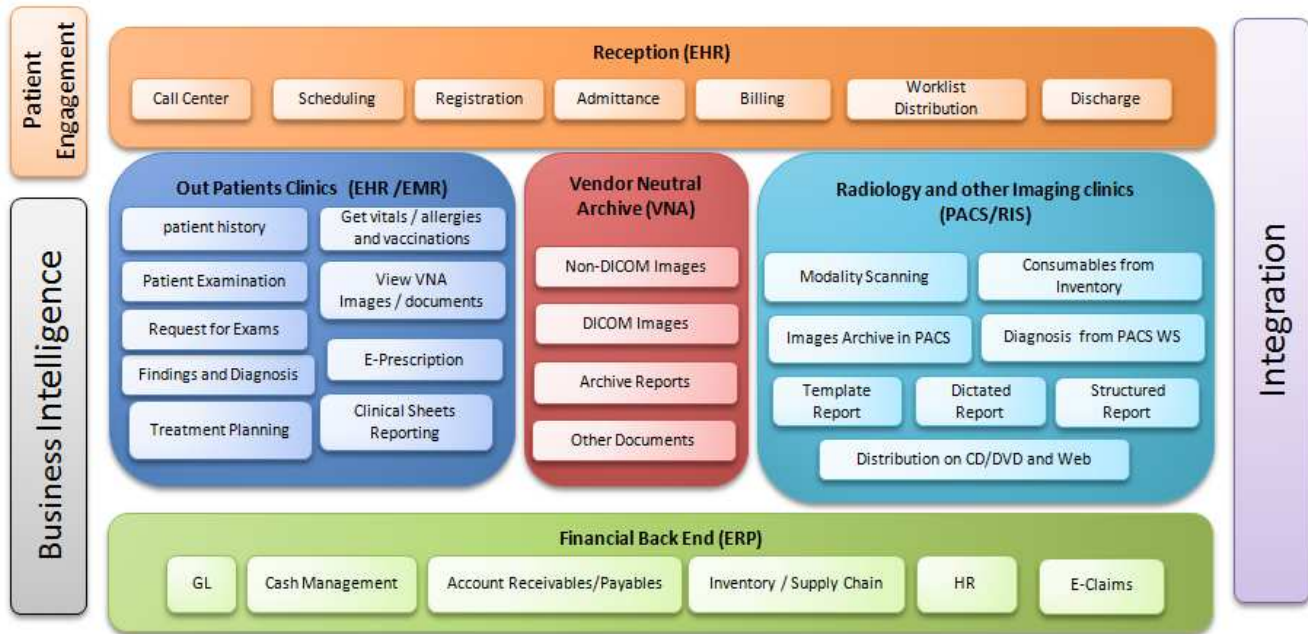 Patient
Engagement
Business Intelligence
Reception (EHR)
Call Center
Scheduling
Registration
Admittance
Billing
Worklist
Distribution
Discharge
Out Patients Clinics (EHR /EMR)
patient history
Get vitals / allergies
and vaccinations
Patient Examination
View VNA
Images / documents
Request for Exams
E-Prescription
Findings and Diagnosis
Treatment Planning
Clinical Sheets
Reporting
Vendor Neutral
Archive (VNA)
Non-DICOM Images
DICOM Images
Archive Reports
Other Documents
Radiology and other Imaging clinics
(PACS/RIS)
Modality Scanning
Consumables from
Inventory
Images Archive in PACS
Diagnosis from PACS WS
Template
Report
Dictated
Report
Structured
Report
Distribution on CD/DVD and Web
Financial Back End (ERP)
GL
Cash Management
Account Receivables/Payables
Inventory / Supply Chain
HR
E-Claims
Integration